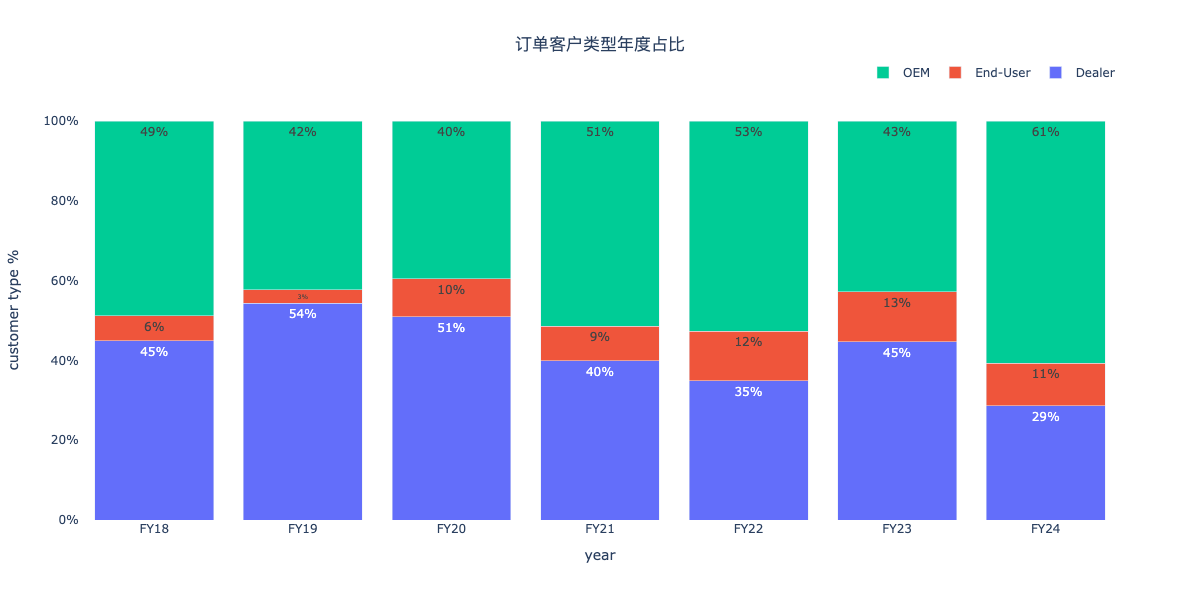 订单客户类型年度占比
OEM End-User Dealer
100%
80%
60%
40%
20%
0%
customer type %
49% 42% 40% 51% 53% 43% 61%
6% 3% 10% 9% 12% 13% 11%
45% 54% 51% 40% 35% 45% 29%
FY18 FY19 FY20 FY21 FY22 FY23 FY24
year